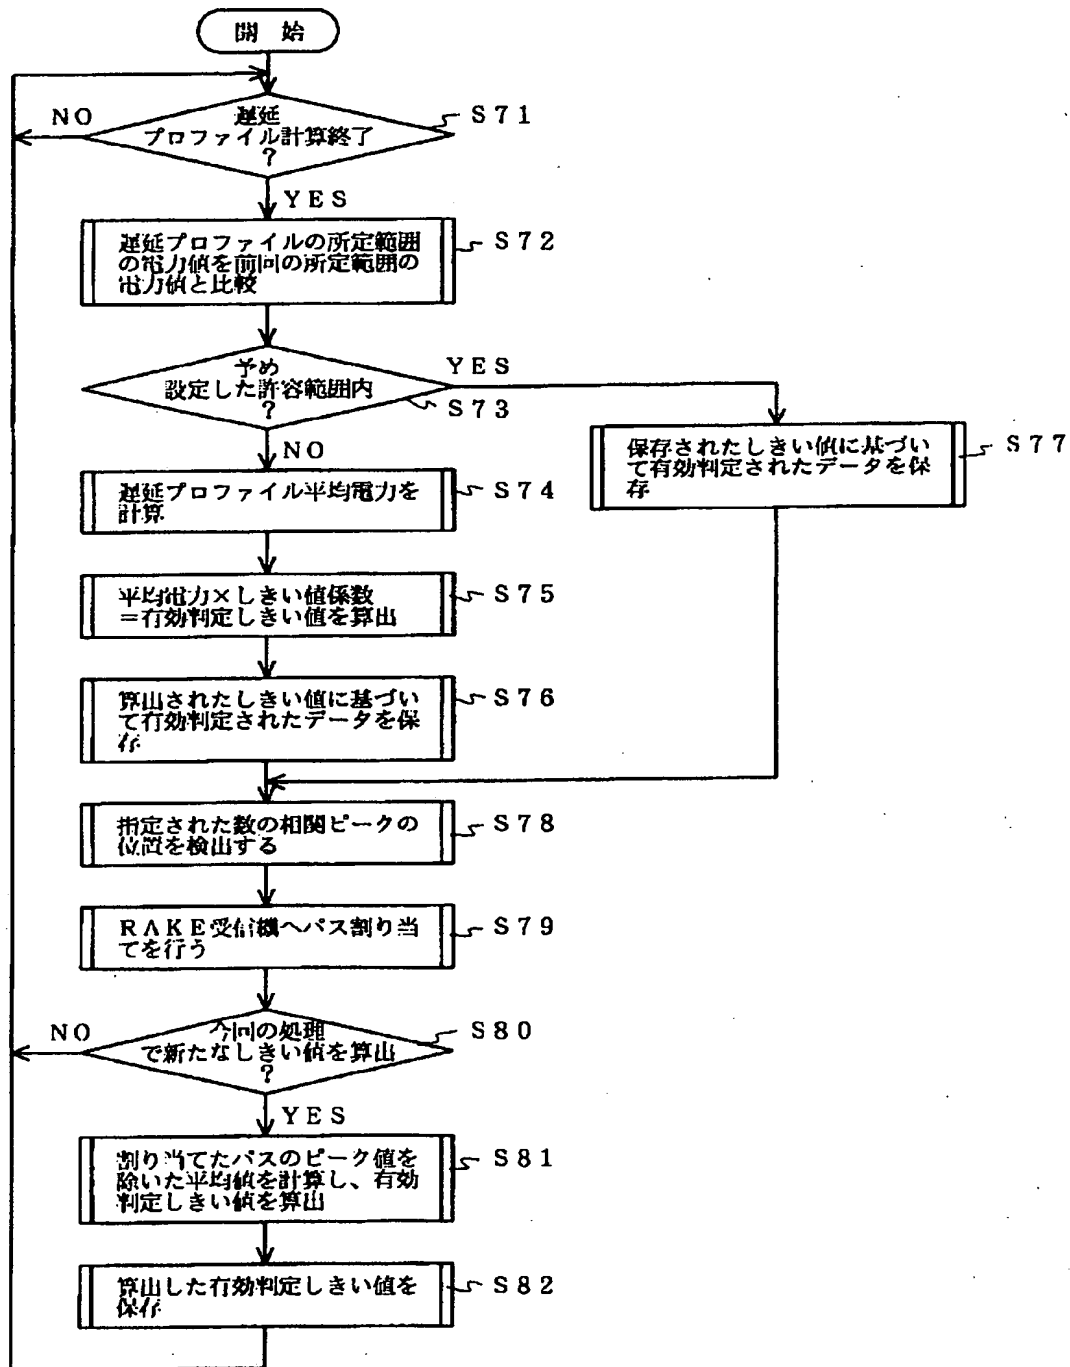 開 始
NO
遅延
プロファイル計算終了
?
S71
YES
遅延プロファイルの所定範囲
の電力値を前回の所定範囲の
電力値と比較
S72
予め
設定した許容範囲内
?
YES
S73
NO
保存されたしきい値に基づい
て有効判定されたデータを保
存
S77
遅延プロファイル平均電力を
計算
S74
平均電力×しきい値係数
=有効判定しきい値を算出
S75
算出されたしきい値に基づい
て有効判定されたデータを保
存
S76
指定された数の相関ピークの
位置を検出する
S78
RAKE受信機へパス割り当
てを行う
S79
NO
今回の処理
で新たなしきい値を算出
?
S80
YES
割り当てたパスのピーク値を
除いた平均値を計算し、有効
判定しきい値を算出
S81
算出した有効判定しきい値を
保存
S82